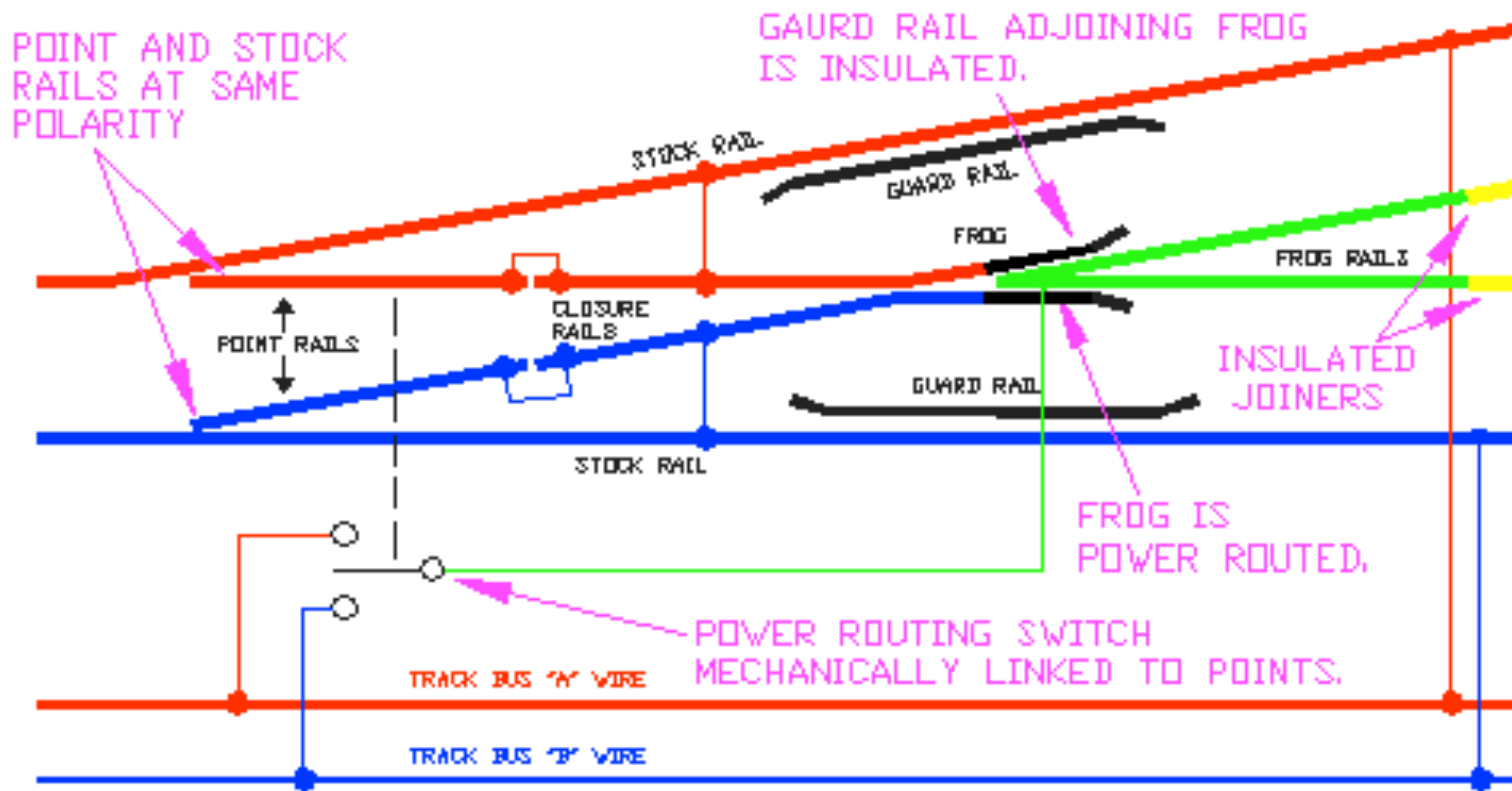 POINT AND STOCK
RAILS AT SAME
POLARITY
GAURD RAIL ADJOINING FROG
IS INSULATED.
STOCK RAIL
GUARD RAIL
FROG
FROG RAILS
CLOSURE
RAILS
POINT RAILS
GUARD RAIL
INSULATED
JOINERS
STOCK RAIL
FROG IS
POWER ROUTED.
POWER ROUTING SWITCH
MECHANICALLY LINKED TO POINTS.
TRACK BUS "A" WIRE
TRACK BUS "B" WIRE